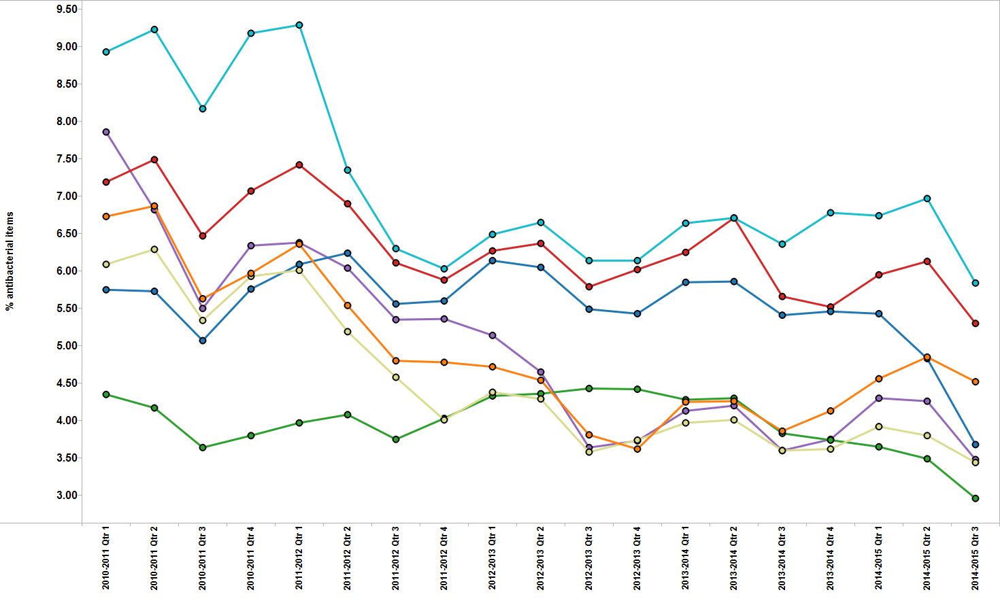 9.50
9.00
8.50
8.00
7.50
7.00
6.50
6.00
5.50
5.00
4.50
4.00
3.50
3.00
% antibacterial items
2010-2011 Qtr 1
2010-2011 Qtr 2
2010-2011 Qtr 3
2010-2011 Qtr 4
2011-2012 Qtr 1
2011-2012 Qtr 2
2011-2012 Qtr 3
2011-2012 Qtr 4
2012-2013 Qtr 1
2012-2013 Qtr 2
2012-2013 Qtr 3
2012-2013 Qtr 4
2013-2014 Qtr 1
2013-2014 Qtr 2
2013-2014 Qtr 3
2013-2014 Qtr 4
2014-2015 Qtr 1
2014-2015 Qtr 2
2014-2015 Qtr 3